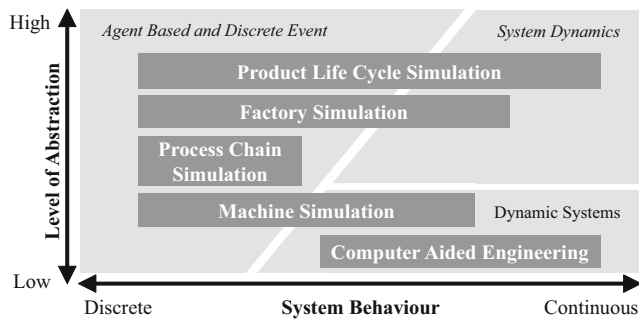 High
Agent Based and Discrete Event
System Dynamics
Product Life Cycle Simulation
Factory Simulation
Process Chain
Simulation
Machine Simulation
Dynamic Systems
Computer Aided Engineering
Level of Abstraction
Low
Discrete
System Behaviour
Continuous